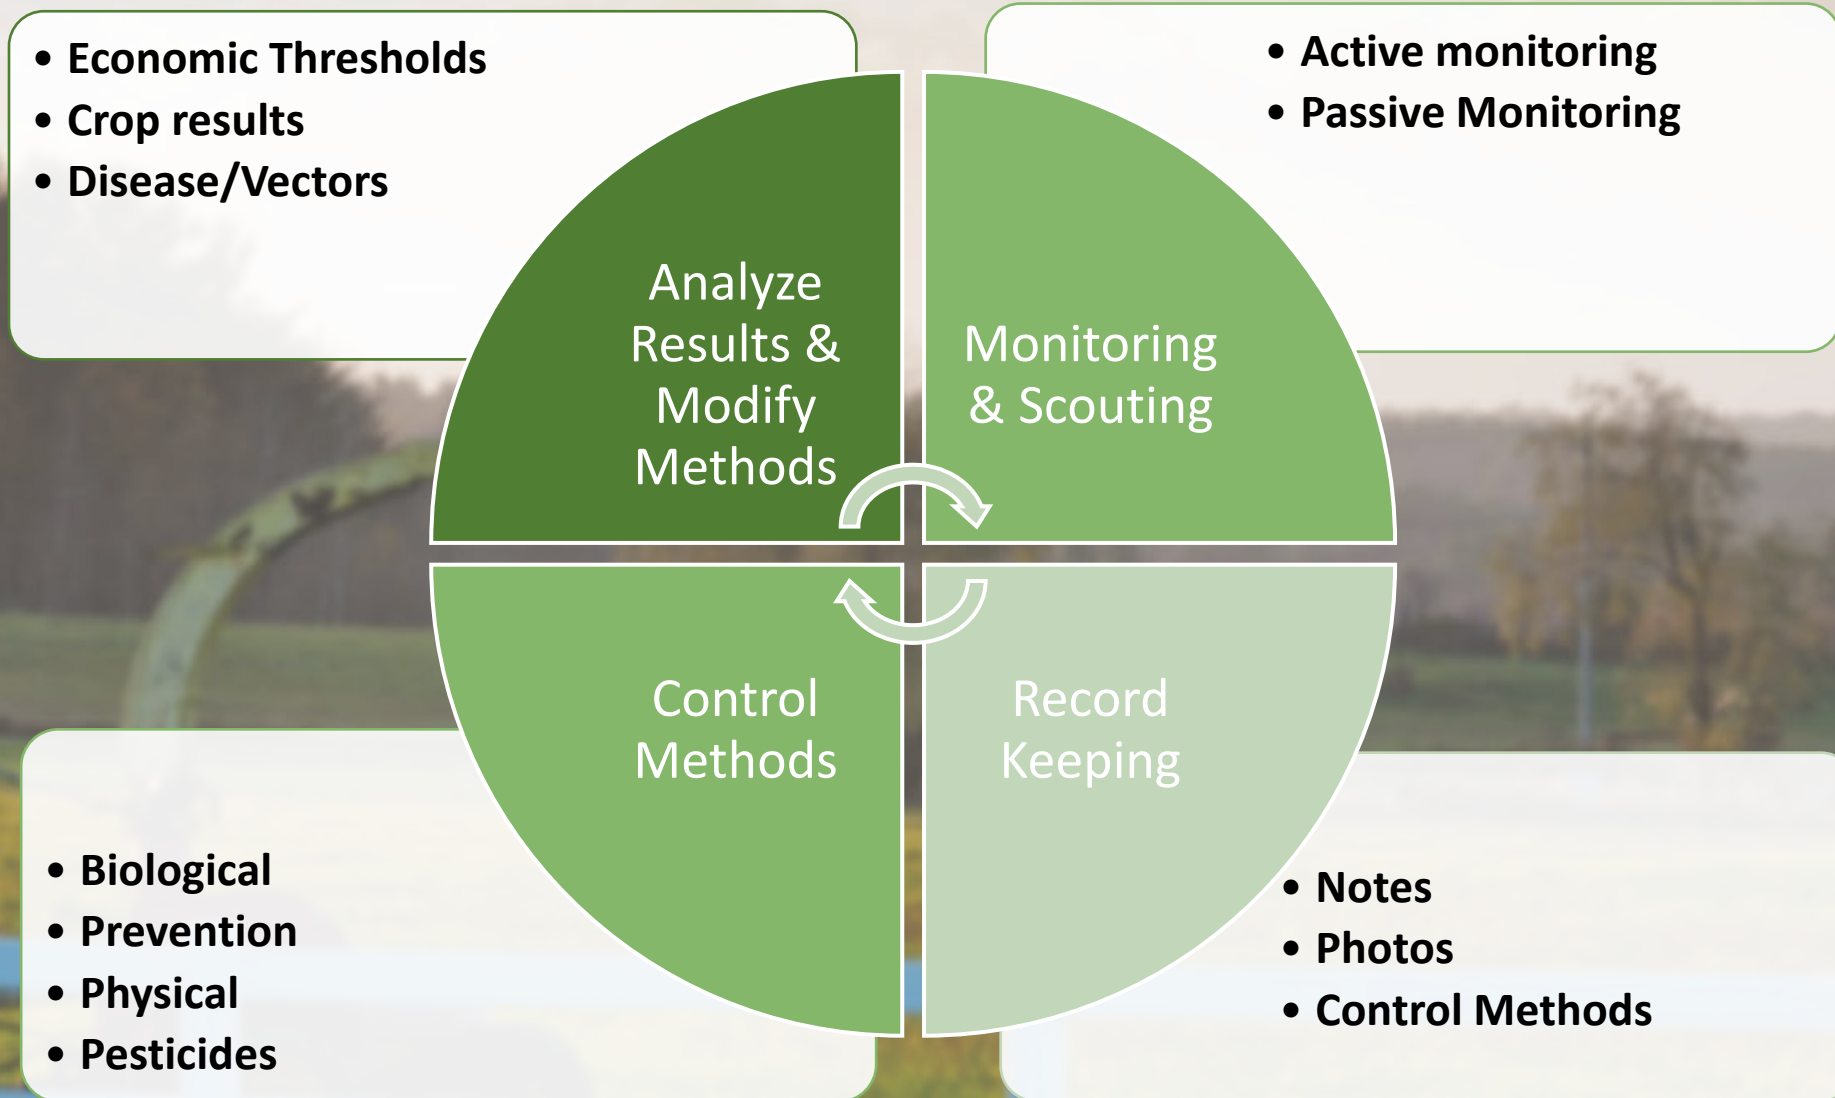 • Economic Thresholds
• Crop results
• Disease/Vectors
• Active monitoring
• Passive Monitoring
Analyze
Results &
Modify
Methods
Monitoring
& Scouting
Control
Methods
Record
Keeping
• Biological
• Prevention
• Physical
• Pesticides
• Notes
• Photos
• Control Methods